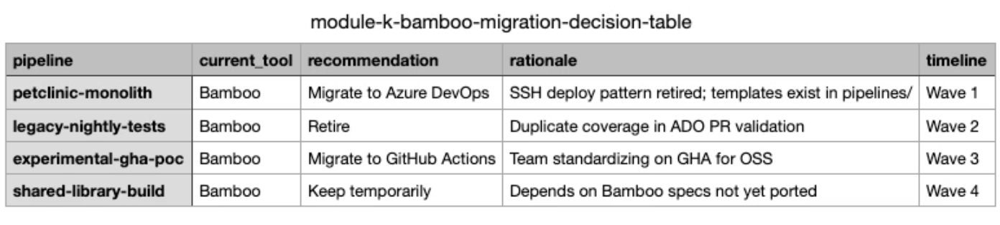 module-k-bamboo-migration-decision-table
pipeline current_tool recommendation rationale timeline
petclinic-monolith Bamboo Migrate to Azure DevOps SSH deploy pattern retired; templates exist in pipelines/ Wave 1
legacy-nightly-tests Bamboo Retire Duplicate coverage in ADO PR validation Wave 2
experimental-gha-poc Bamboo Migrate to GitHub Actions Team standardizing on GHA for OSS Wave 3
shared-library-build Bamboo Keep temporarily Depends on Bamboo specs not yet ported Wave 4